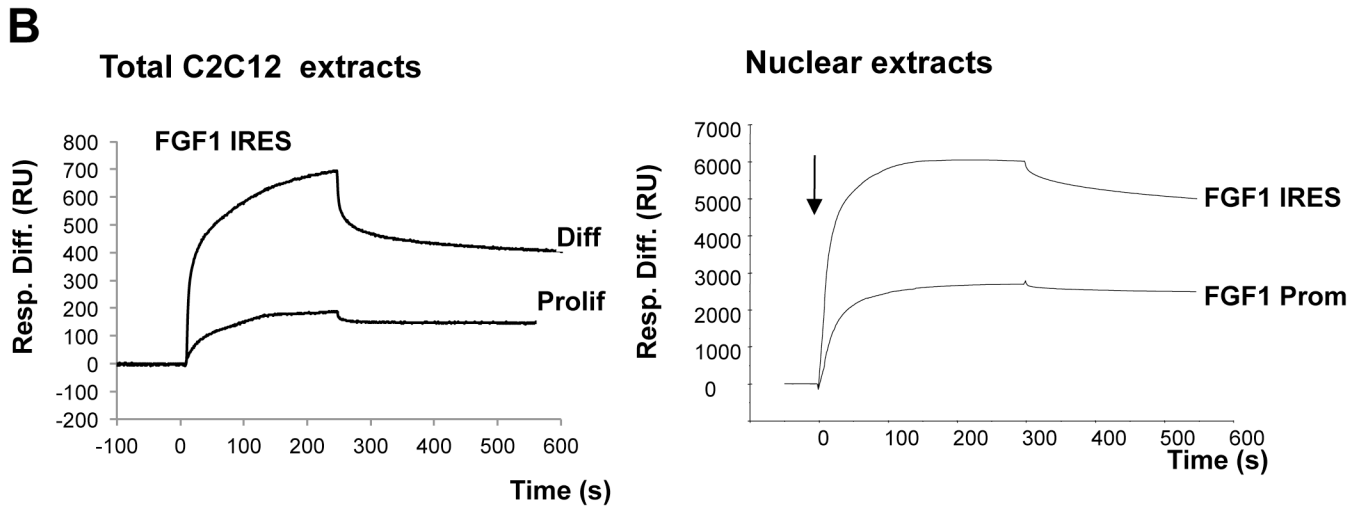 B
Total C2C12 extracts
Nuclear extracts
FGF1 IRES
Resp. Diff. (RU)
800
700
600
500
400
300
200
100
0
-100
-200
Diff
Prolif
-100 0 100 200 300 400 500 600
Time (s)
Resp. Diff. (RU)
7000
6000
5000
4000
3000
2000
1000
0
FGF1 IRES
FGF1 Prom
0 100 200 300 400 500 600
Time (s)